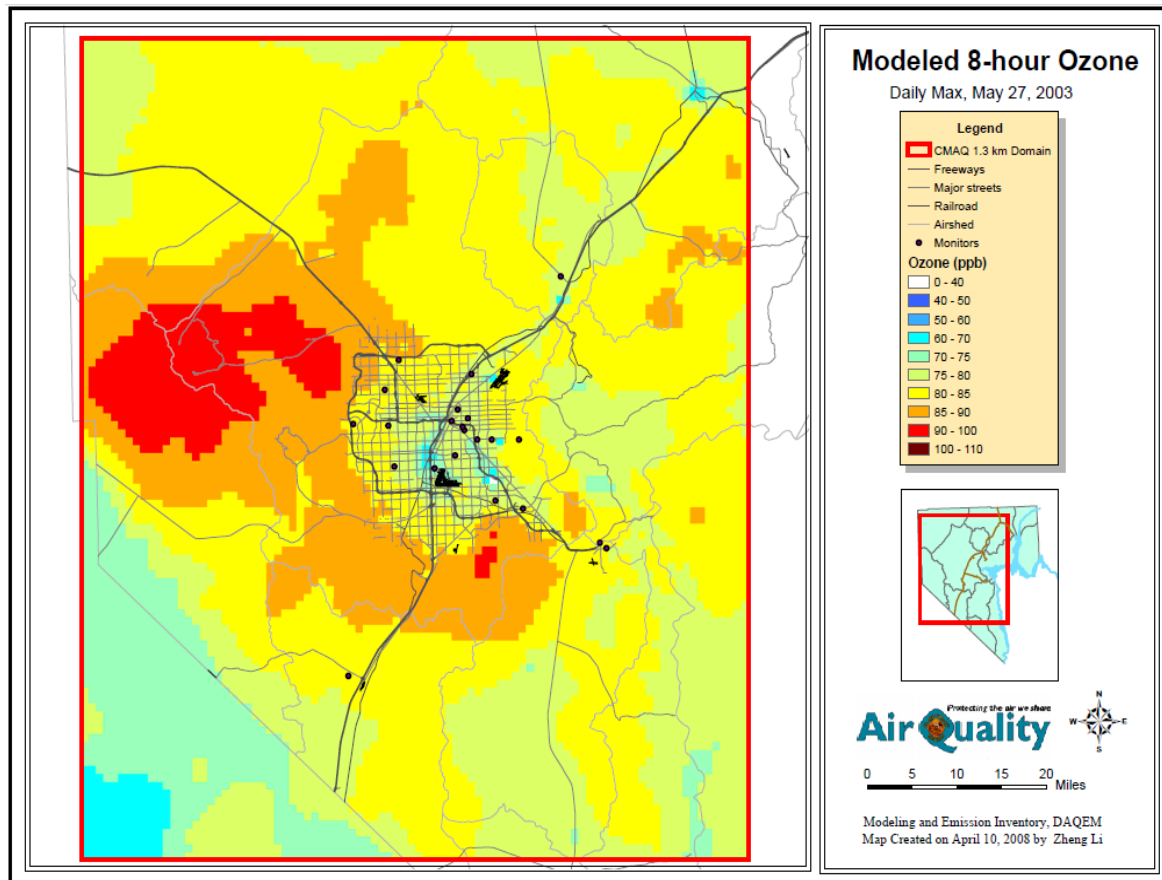 Modeled 8-hour Ozone
Daily Max, May 27, 2003
Legend
CMAQ 1.3 km Domain
Freeways
Major streets
Railroad
Airshed
Monitors
Ozone (ppb)
0 - 40
40 - 50
50 - 60
60 - 70
70 - 75
75 - 80
80 - 85
85 - 90
90 - 100
100 - 110
Protecting the air we share
Air Quality
N
W E
S
0 5 10 15 20
Miles
Modeling and Emission Inventory, DAQEM
Map Created on April 10, 2008 by Zheng Li